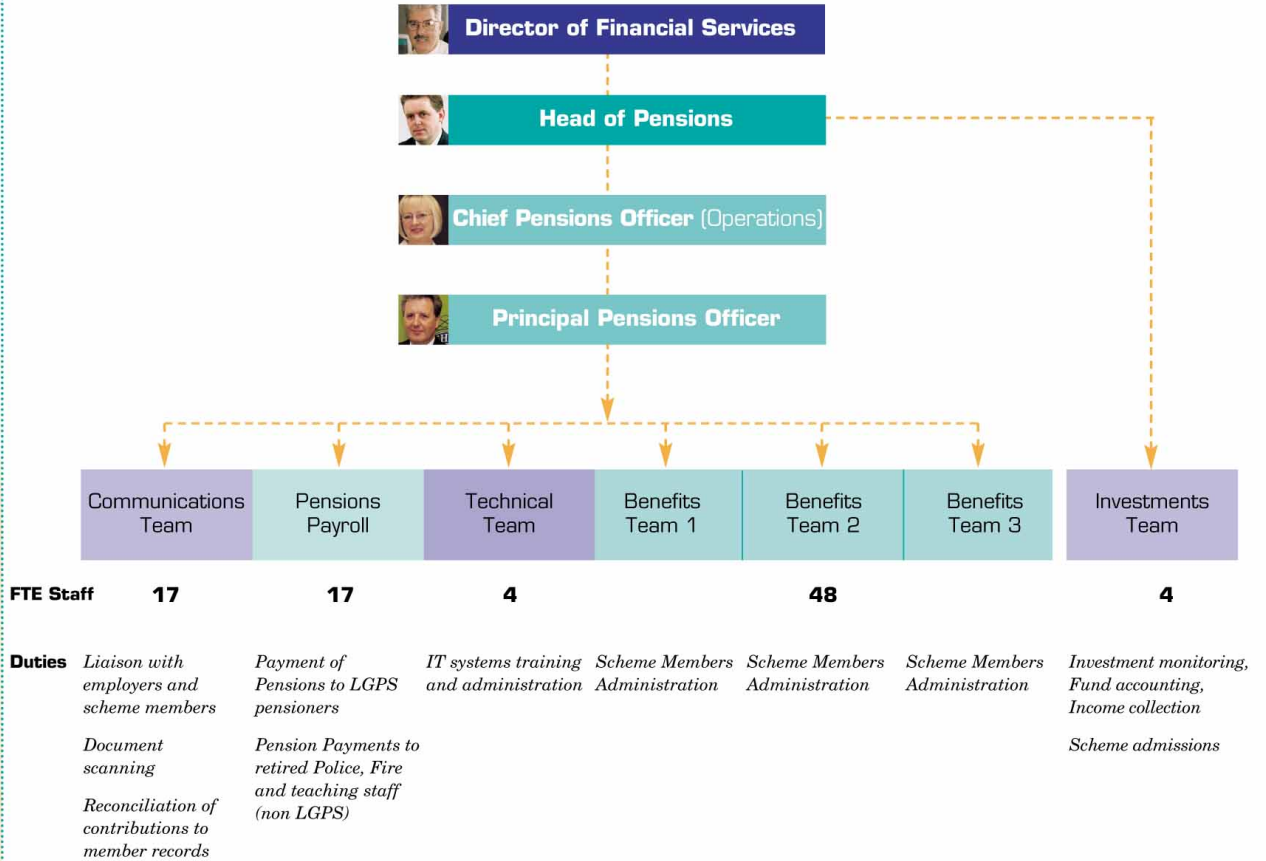 Director of Financial Services
Head of Pensions
Chief Pensions Officer (Operations)
Principal Pensions Officer
Communications
Team
Pensions
Payroll
Technical
Team
Benefits
Team 1
Benefits
Team 2
Benefits
Team 3
Investments
Team
FTE Staff 17 17 4 48 4
Duties
Liaison with
employers and
scheme members
Document
scanning
Reconciliation of
contributions to
member records
Payment of
Pensions to LGPS
pensioners
Pension Payments to
retired Police, Fire
and teaching staff
(non LGPS)
IT systems training
and administration
Scheme Members
Administration
Scheme Members
Administration
Scheme Members
Administration
Investment monitoring,
Fund accounting,
Income collection
Scheme admissions